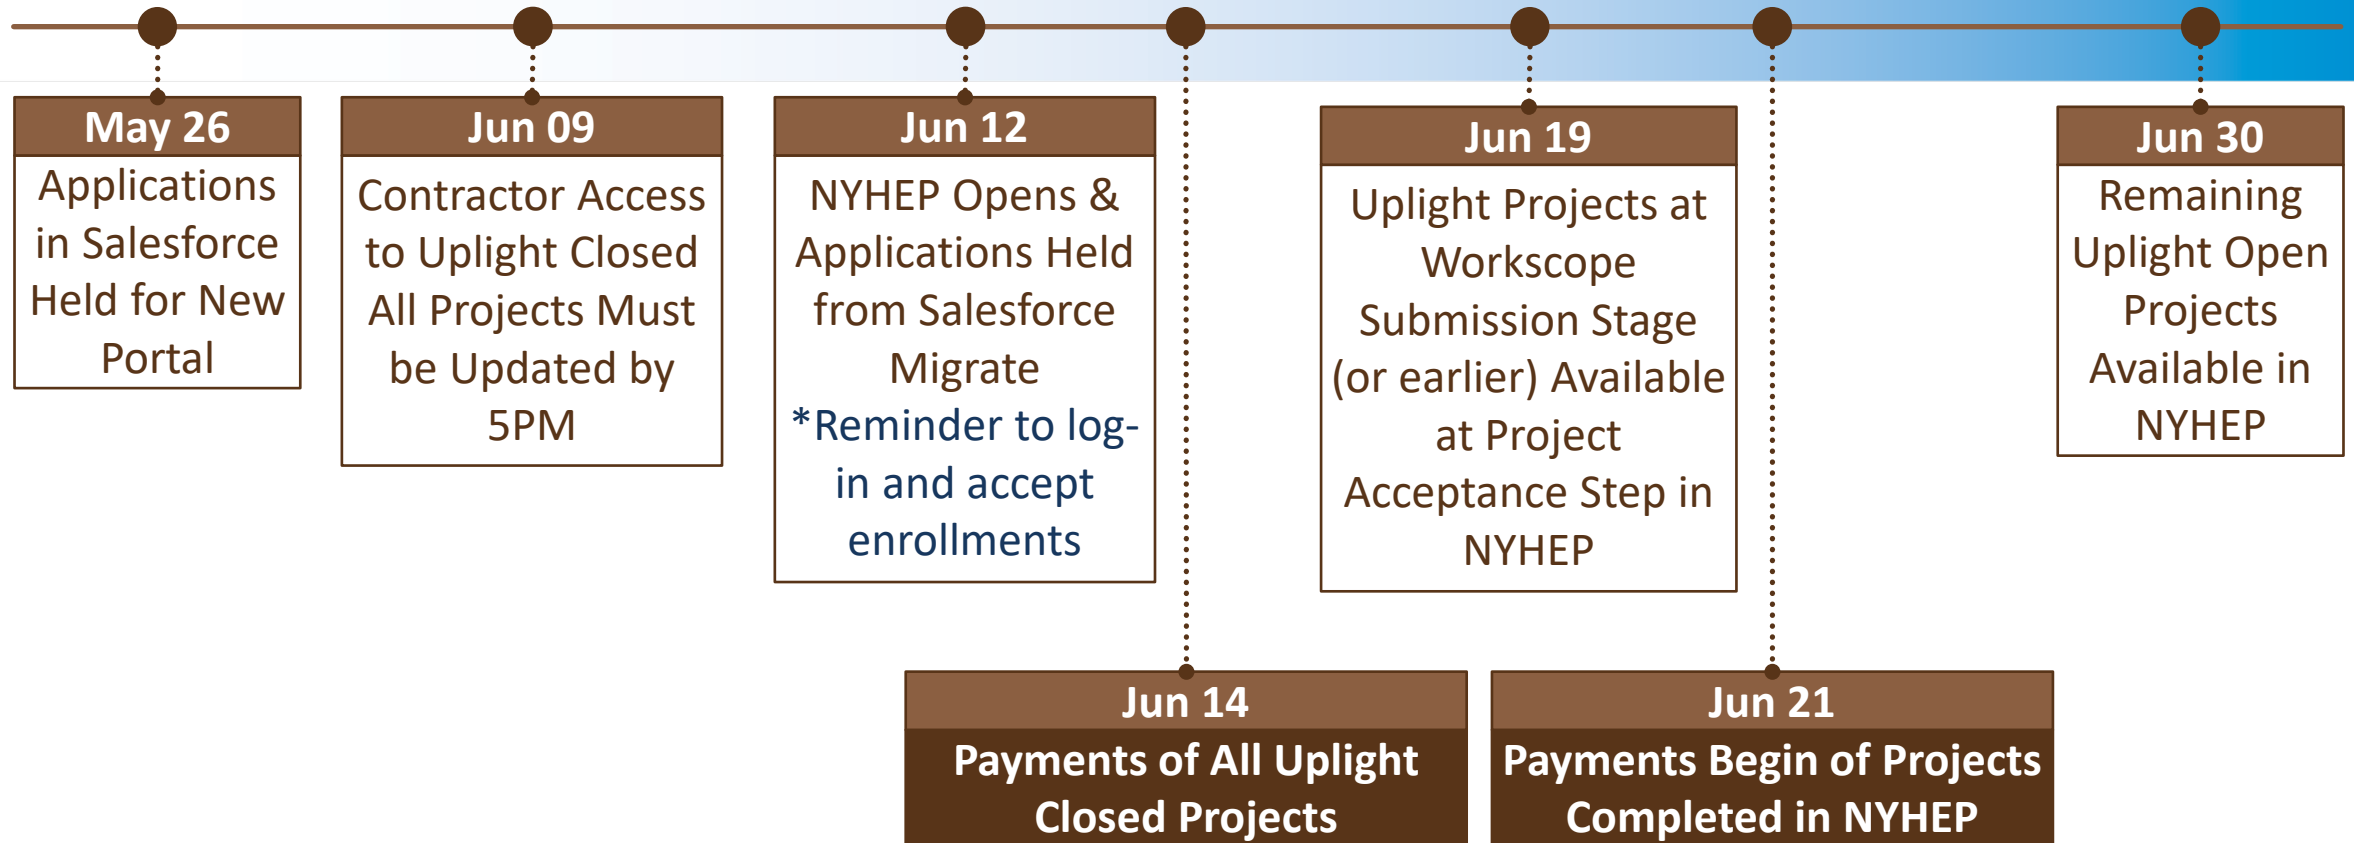 May 26
Applications
in Salesforce
Held for New
Portal
Jun 09
Contractor Access
to Uplight Closed
All Projects Must
be Updated by
5PM
Jun 12
NYHEP Opens &
Applications Held
from Salesforce
Migrate
*Reminder to log-
in and accept
enrollments
Jun 14
Payments of All Uplight
Closed Projects
Jun 19
Uplight Projects at
Workscope
Submission Stage
(or earlier) Available
at Project
Acceptance Step in
NYHEP
Jun 21
Payments Begin of Projects
Completed in NYHEP
Jun 30
Remaining
Uplight Open
Projects
Available in
NYHEP